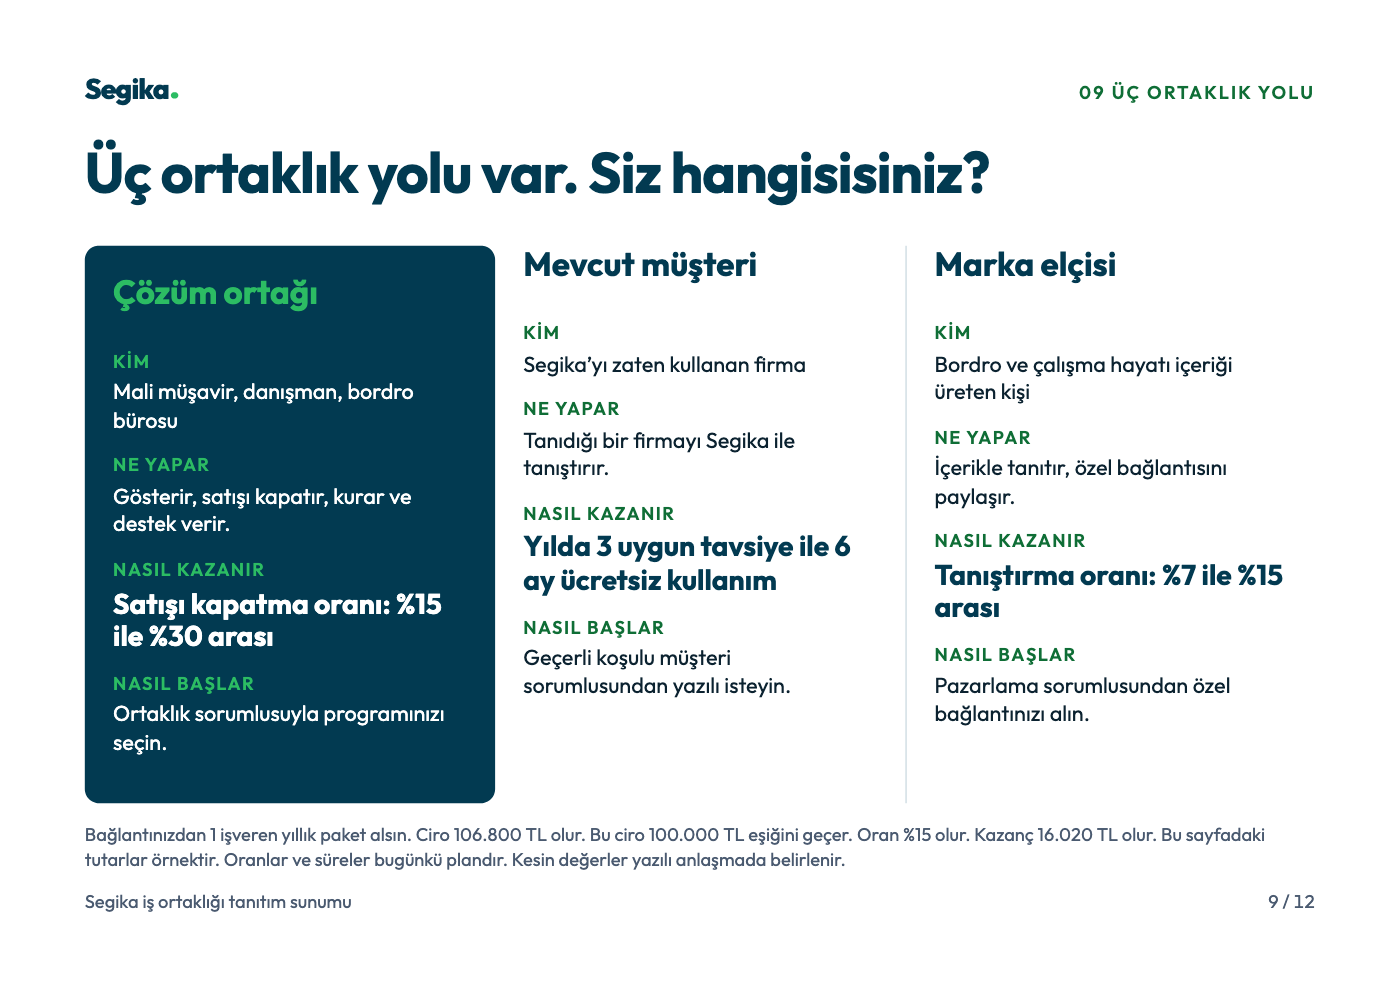 Segika.
09 ÜÇ ORTAKLIK YOLU
Üç ortaklık yolu var. Siz hangisisiniz?
Çözüm ortağı
KİM
Mali müşavir, danışman, bordro
bürosu
NE YAPAR
Gösterir, satışı kapatır, kurar ve
destek verir.
NASIL KAZANIR
Satışı kapatma oranı: %15
ile %30 arası
NASIL BAŞLAR
Ortaklık sorumlusuyla programınızı
seçin.
Mevcut müşteri
KİM
Segika’yı zaten kullanan firma
NE YAPAR
Tanıdığı bir firmayı Segika ile
tanıştırır.
NASIL KAZANIR
Yılda 3 uygun tavsiye ile 6
ay ücretsiz kullanım
NASIL BAŞLAR
Geçerli koşulu müşteri
sorumlusundan yazılı isteyin.
Marka elçisi
KİM
Bordro ve çalışma hayatı içeriği
üreten kişi
NE YAPAR
İçerikle tanıtır, özel bağlantısını
paylaşır.
NASIL KAZANIR
Tanıştırma oranı: %7 ile %15
arası
NASIL BAŞLAR
Pazarlama sorumlusundan özel
bağlantınızı alın.
Bağlantınızdan 1 işveren yıllık paket alsın. Ciro 106.800 TL olur. Bu ciro 100.000 TL eşiğini geçer. Oran %15 olur. Kazanç 16.020 TL olur. Bu sayfadaki
tutarlar örnektir. Oranlar ve süreler bugünkü plandır. Kesin değerler yazılı anlaşmada belirlenir.
Segika iş ortaklığı tanıtım sunumu
9 / 12